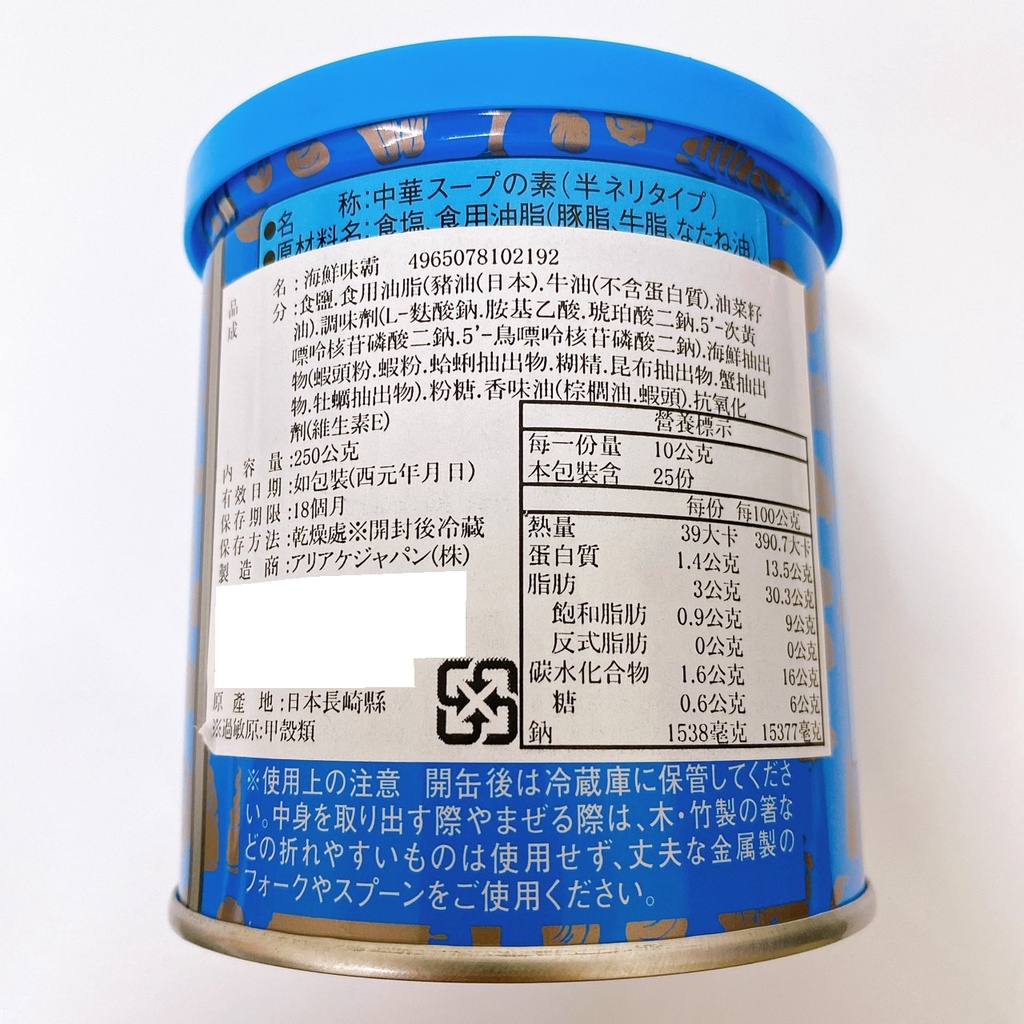 ●名　　称:中華スープの素(半ネリタイプ)
●原材料名:食塩、食用油脂(豚脂、牛脂、なたね油)、
品　名:海鮮味霸　4965078102192
成　分:食鹽.食用油脂(豬油(日本).牛油(不含蛋白質).油菜籽
油).調味劑(L-麩酸鈉.胺基乙酸.琥珀酸二鈉.5'-次黃
嘌呤核苷磷酸二鈉.5'-鳥嘌呤核苷磷酸二鈉).海鮮抽出
物(蝦頭粉.蝦粉.蛤蜊抽出物.糊精.昆布抽出物.蟹抽出
物.牡蠣抽出物).粉糖.香味油(棕櫚油.蝦頭).抗氧化
劑(維生素E)
內容量:250公克
有效日期:如包裝(西元年月日)
保存期限:18個月
保存方法:乾燥處※開封後冷藏
製造商:アリアケジャパン(株)
原產地:日本長崎縣
※過敏原:甲殼類
營養標示
每一份量　10公克
本包裝含　25份
每份　每100公克
熱量　39大卡　390.7大卡
蛋白質　1.4公克　13.5公克
脂肪　3公克　30.3公克
飽和脂肪　0.9公克　9公克
反式脂肪　0公克　0公克
碳水化合物　1.6公克　16公克
糖　0.6公克　6公克
鈉　1538毫克　15377毫克
※使用上の注意　開缶後は冷蔵庫に保管してくださ
い。中身を取り出す際やまぜる際は、木・竹製の箸な
どの折れやすいものは使用せず、丈夫な金属製の
フォークやスプーンをご使用ください。